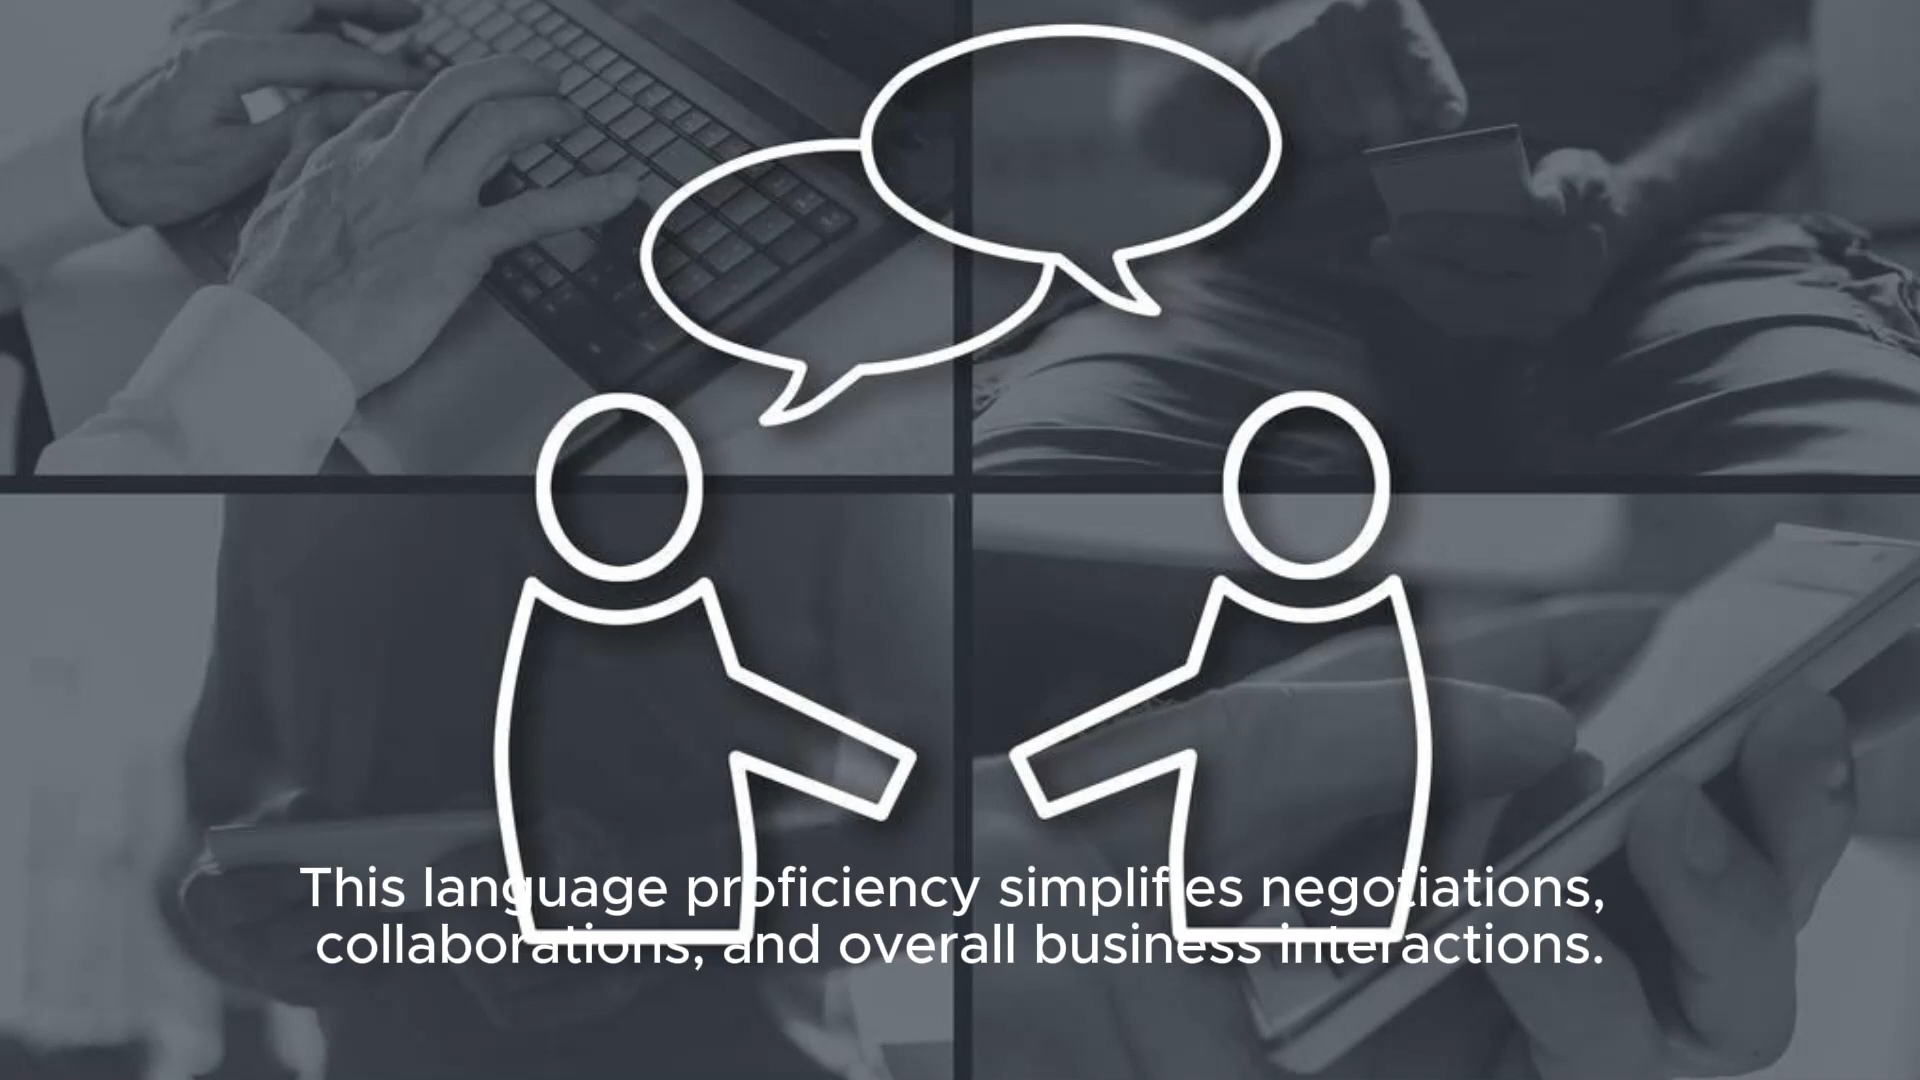 This language proficiency simplifies negotiations,
collaborations, and overall business interactions.